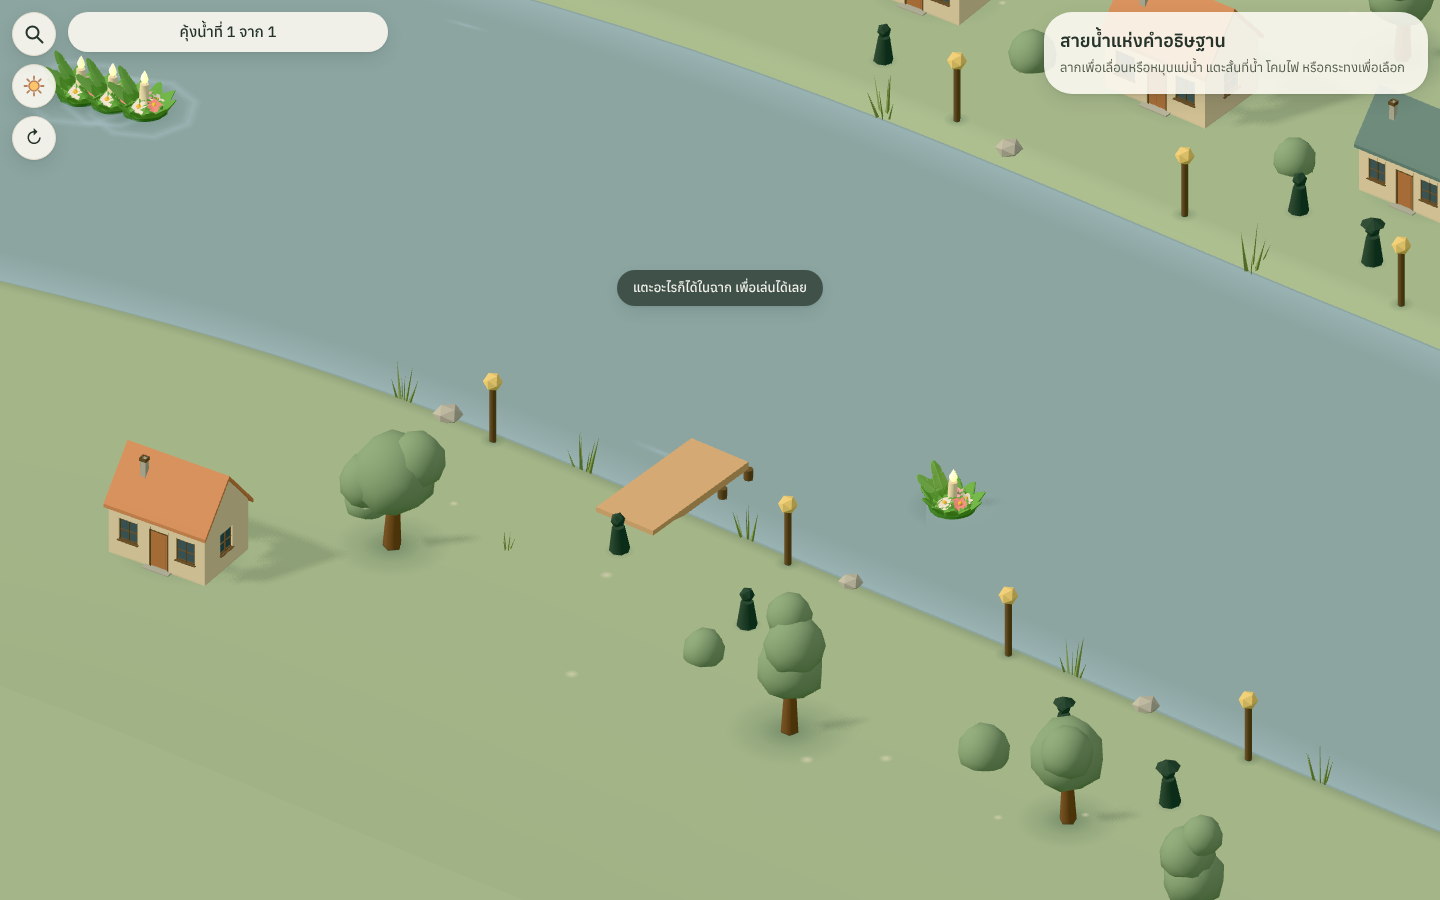 คุ้งน้ำที่ 1 จาก 1
สายน้ำแห่งคำอธิษฐาน
ลากเพื่อเลื่อนหรือหมุนแม่น้ำ แตะสั้นที่น้ำ โคมไฟ หรือกระทงเพื่อเลือก
แตะอะไรก็ได้ในฉาก เพื่อเล่นได้เลย